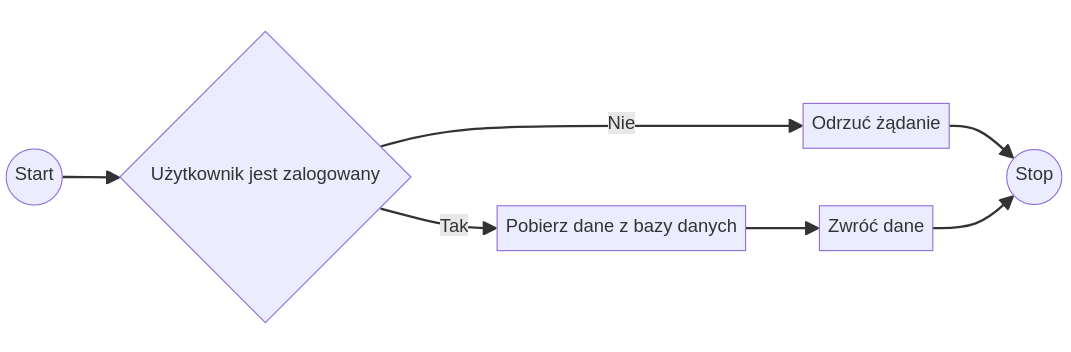 Start
Użytkownik jest zalogowany
Nie
Odrzuć żądanie
Tak
Pobierz dane z bazy danych
Zwróć dane
Stop